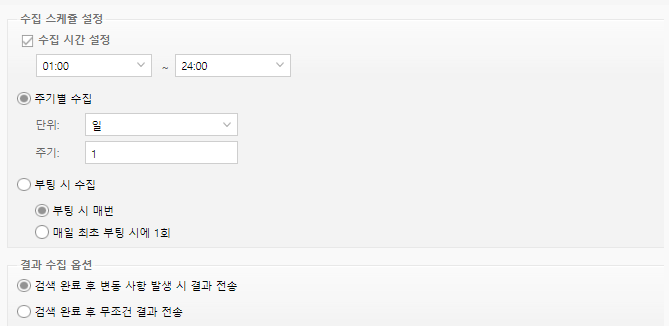 수집 스케쥴 설정
수집 시간 설정
01:00 ~ 24:00
주기별 수집
단위: 일
주기: 1
부팅 시 수집
부팅 시 매번
매일 최초 부팅 시에 1회
결과 수집 옵션
검색 완료 후 변동 사항 발생 시 결과 전송
검색 완료 후 무조건 결과 전송